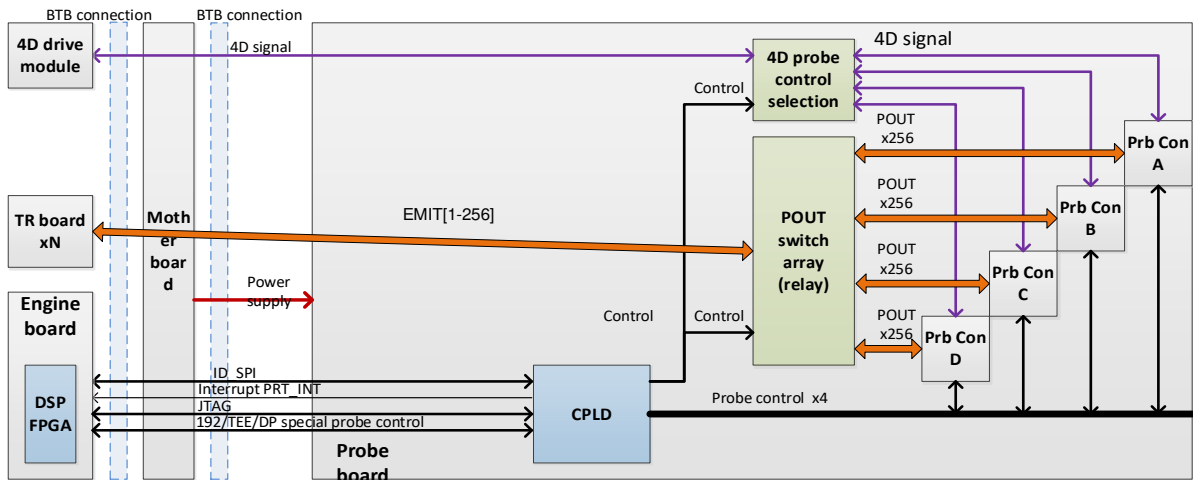 BTB connection
BTB connection
4D drive
module
4D signal
4D probe
control
selection
4D signal
Control
POUT
x256
Prb Con
A
TR board
xN
Moth
er
boar
d
EMIT[1-256]
POUT
switch
array
(relay)
POUT
x256
Prb Con
B
POUT
x256
Prb Con
C
Power
supply
Engine
board
Control
Control
POUT
x256
Prb Con
D
DSP
FPGA
ID_SPI
Interrupt PRT_INT
JTAG
192/TEE/DP special probe control
CPLD
Probe control x4
Probe
board